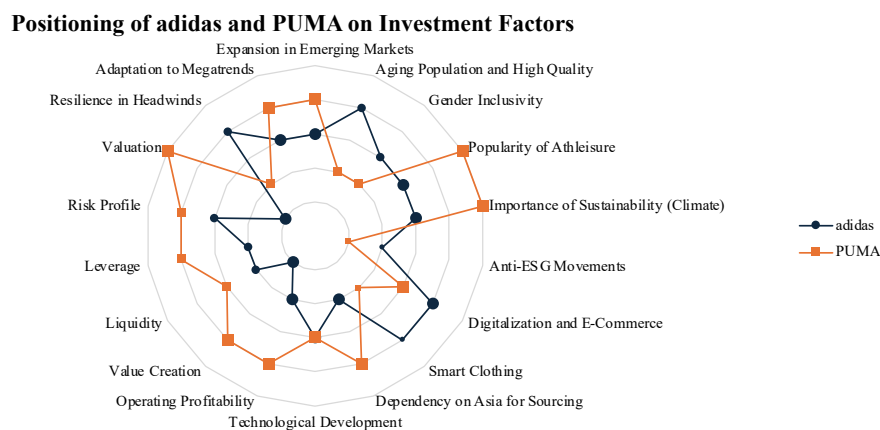 Positioning of adidas and PUMA on Investment Factors
Expansion in Emerging Markets
Adaptation to Megatrends
Aging Population and High Quality
Resilience in Headwinds
Gender Inclusivity
Valuation
Popularity of Athleisure
Risk Profile
Importance of Sustainability (Climate)
adidas
PUMA
Leverage
Anti-ESG Movements
Liquidity
Digitalization and E-Commerce
Value Creation
Smart Clothing
Operating Profitability
Dependency on Asia for Sourcing
Technological Development